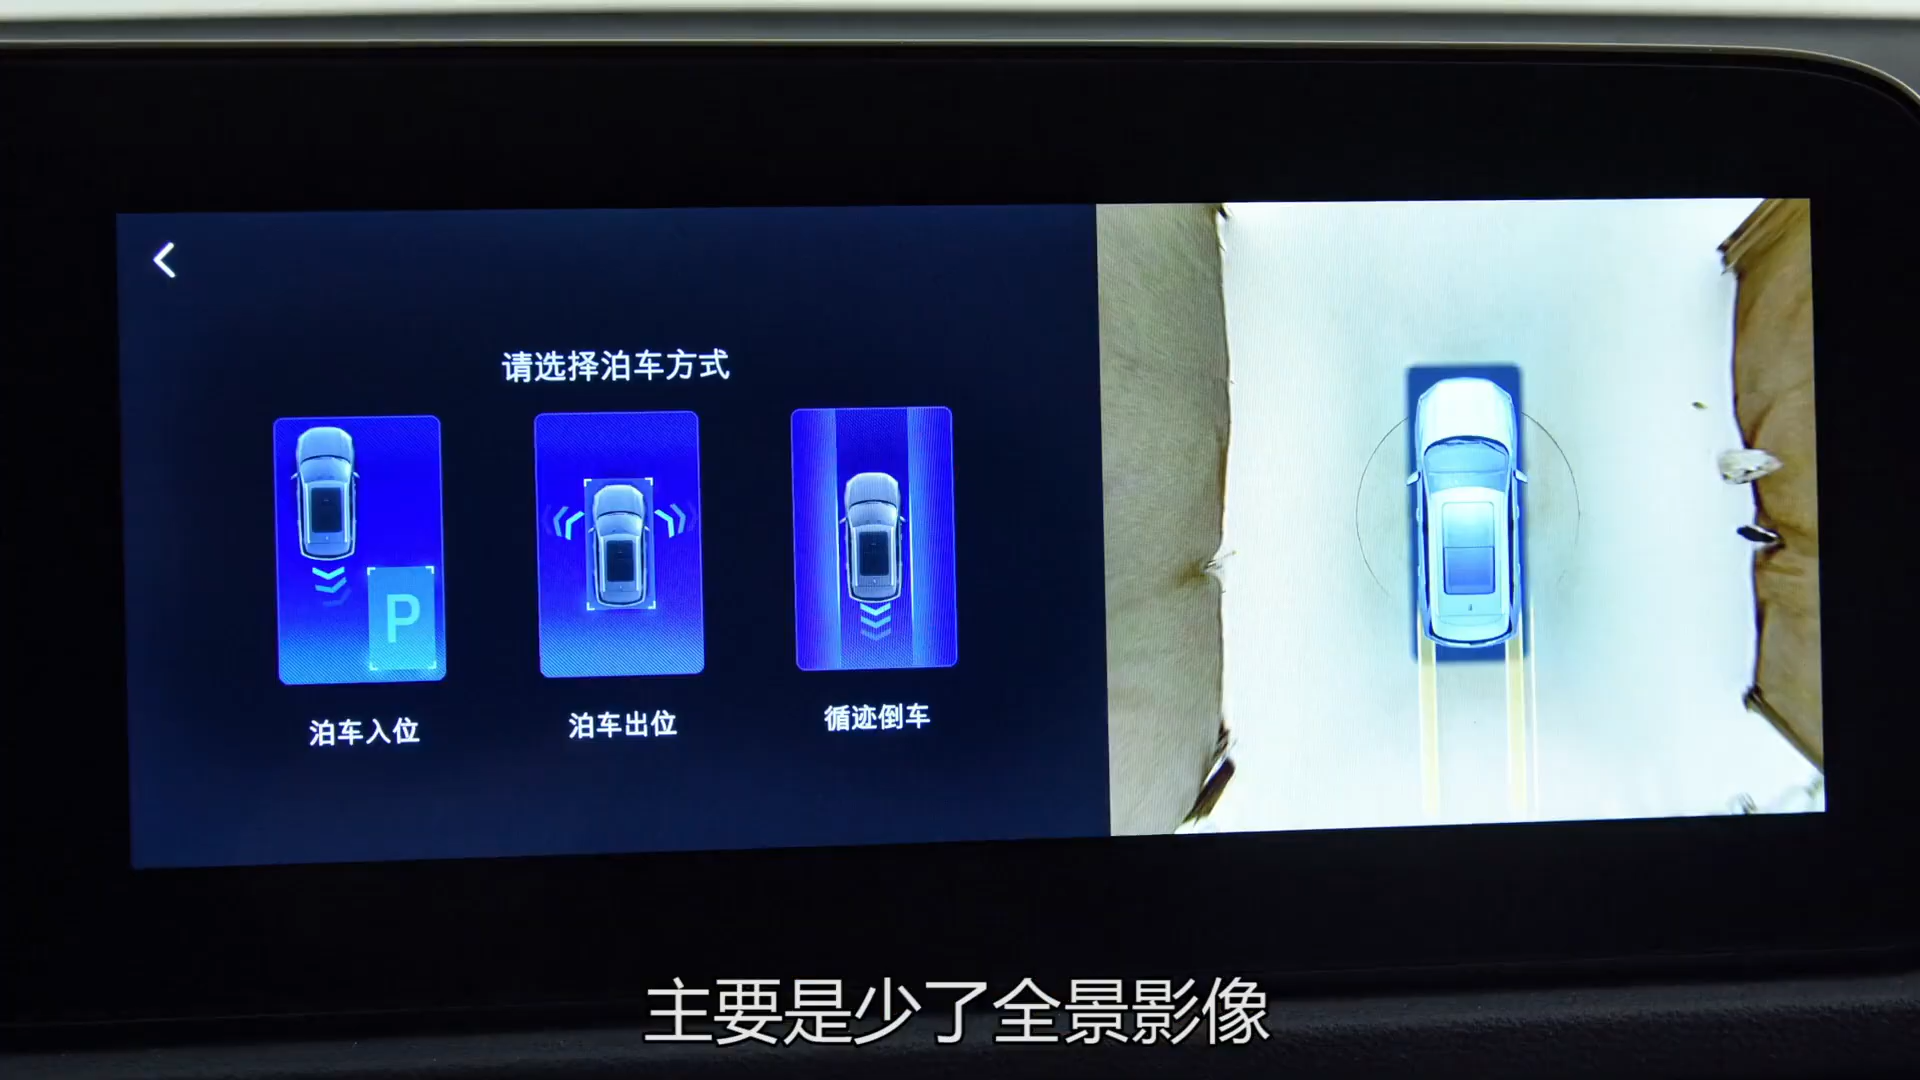 请选择泊车方式
P
泊车入位
泊车出位
循迹倒车
主要是少了全景影像